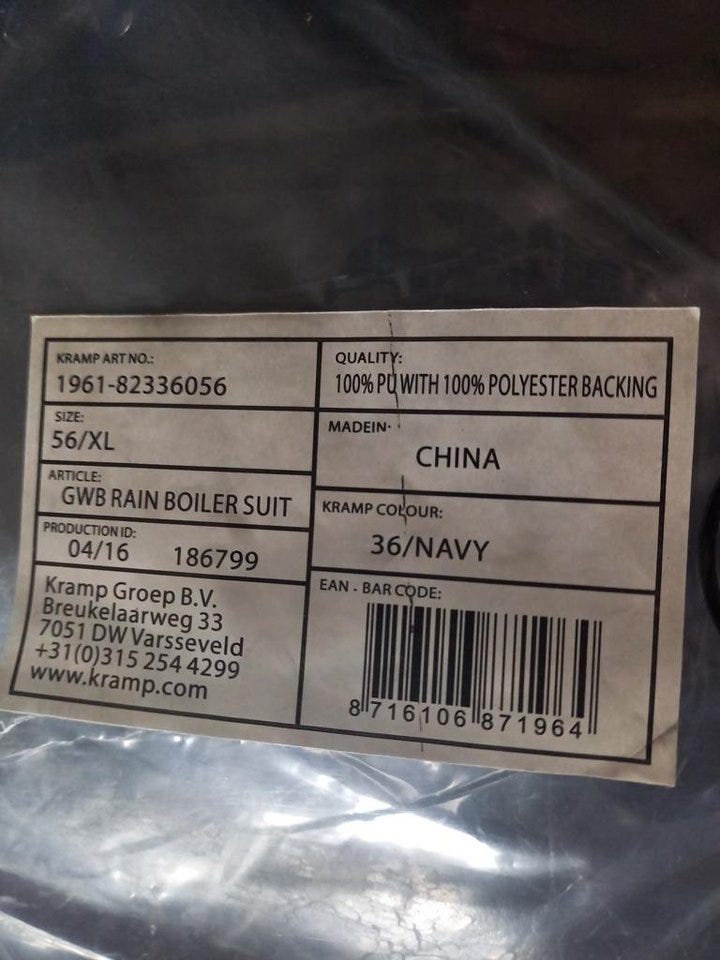 KRAMP ART NO.:
1961-82336056
SIZE:
56/XL
ARTICLE:
GWB RAIN BOILER SUIT
PRODUCTION ID:
04/16 186799
Kramp Groep B.V.
Breukelaarweg 33
7051 DW Varsseveld
+31(0)315 254 4299
www.kramp.com
QUALITY:
100% PU WITH 100% POLYESTER BACKING
MADEIN:
CHINA
KRAMP COLOUR:
36/NAVY
EAN - BAR CODE:
8 716106 871964